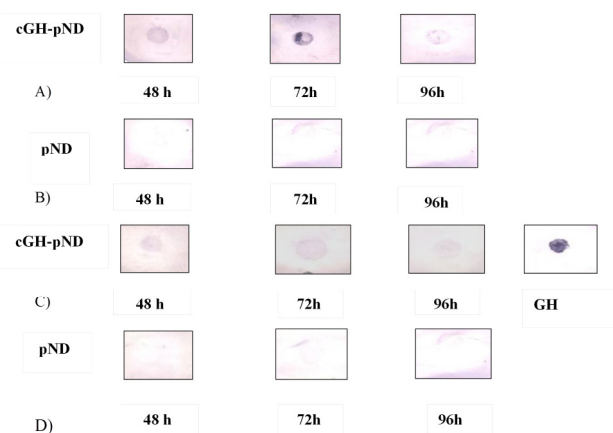 cGH-pND
A) 48 h 72h 96h
pND
B) 48 h 72h 96h
cGH-pND
C) 48 h 72h 96h GH
pND
D) 48 h 72h 96h